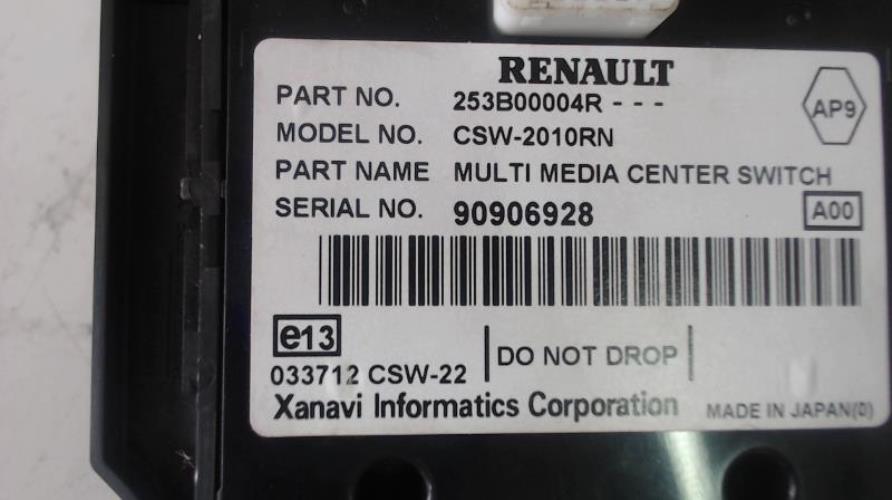 RENAULT
PART NO. 253B00004R - - -
AP9
MODEL NO. CSW-2010RN
PART NAME MULTI MEDIA CENTER SWITCH
SERIAL NO. 90906928
A00
e13
DO NOT DROP
033712 CSW-22
Xanavi Informatics Corporation MADE IN JAPAN(0)